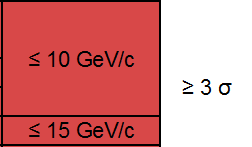 ≤ 10 GeV/c
≥ 3 σ
≤ 15 GeV/c